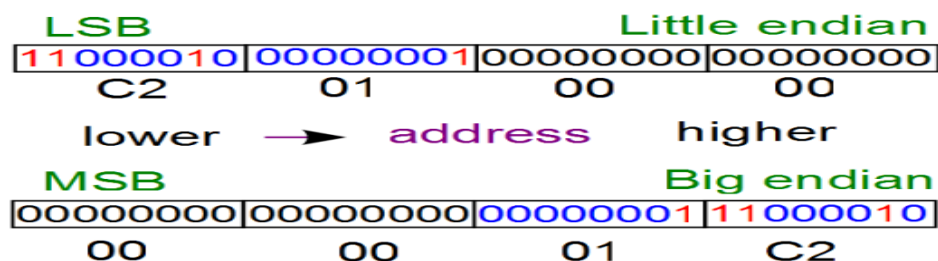 LSB Little endian
11000010 00000001 00000000 00000000
C2 01 00 00
lower address higher
MSB Big endian
00000000 00000000 00000001 11000010
00 00 01 C2